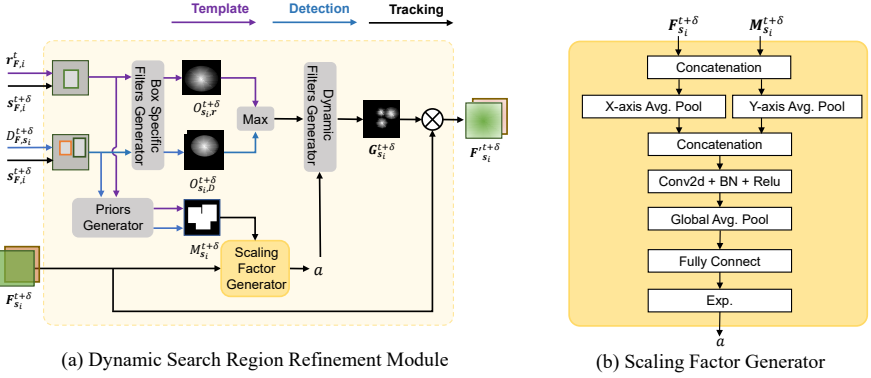 Template Detection Tracking
r^t_{F,i}
s^{t+δ}_{F,i}
D^{t+δ}_{F,s_i}
s^{t+δ}_{F,i}
Box Specific
Filters Generator
O^{t+δ}_{s_i,r}
O^{t+δ}_{s_i,D}
Max
Dynamic
Filters Generator
G^{t+δ}_{s_i}
F'^{t+δ}_{s_i}
Priors
Generator
M^{t+δ}_{s_i}
Scaling
Factor
Generator
a
F^{t+δ}_{s_i}
(a) Dynamic Search Region Refinement Module
F^{t+δ}_{s_i} M^{t+δ}_{s_i}
Concatenation
X-axis Avg. Pool Y-axis Avg. Pool
Concatenation
Conv2d + BN + Relu
Global Avg. Pool
Fully Connect
Exp.
a
(b) Scaling Factor Generator